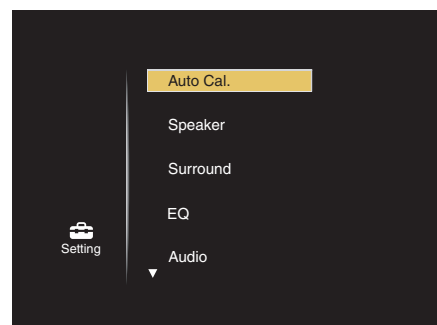 Auto Cal.
Speaker
Surround
EQ
Setting
Audio